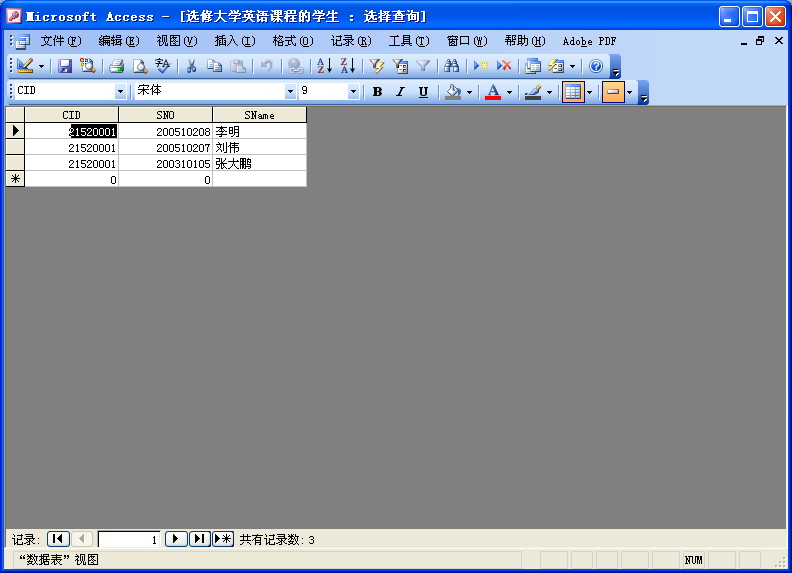 Microsoft Access - [选修大学英语课程的学生 : 选择查询]
文件(F) 编辑(E) 视图(V) 插入(I) 格式(O) 记录(R) 工具(T) 窗口(W) 帮助(H) Adobe PDF
CID 宋体 9 B I U A
CID SNO SName
21520001 200510208 李明
21520001 200510207 刘伟
21520001 200310105 张大鹏
0 0
记录: 1 共有记录数: 3
“数据表”视图 NUM